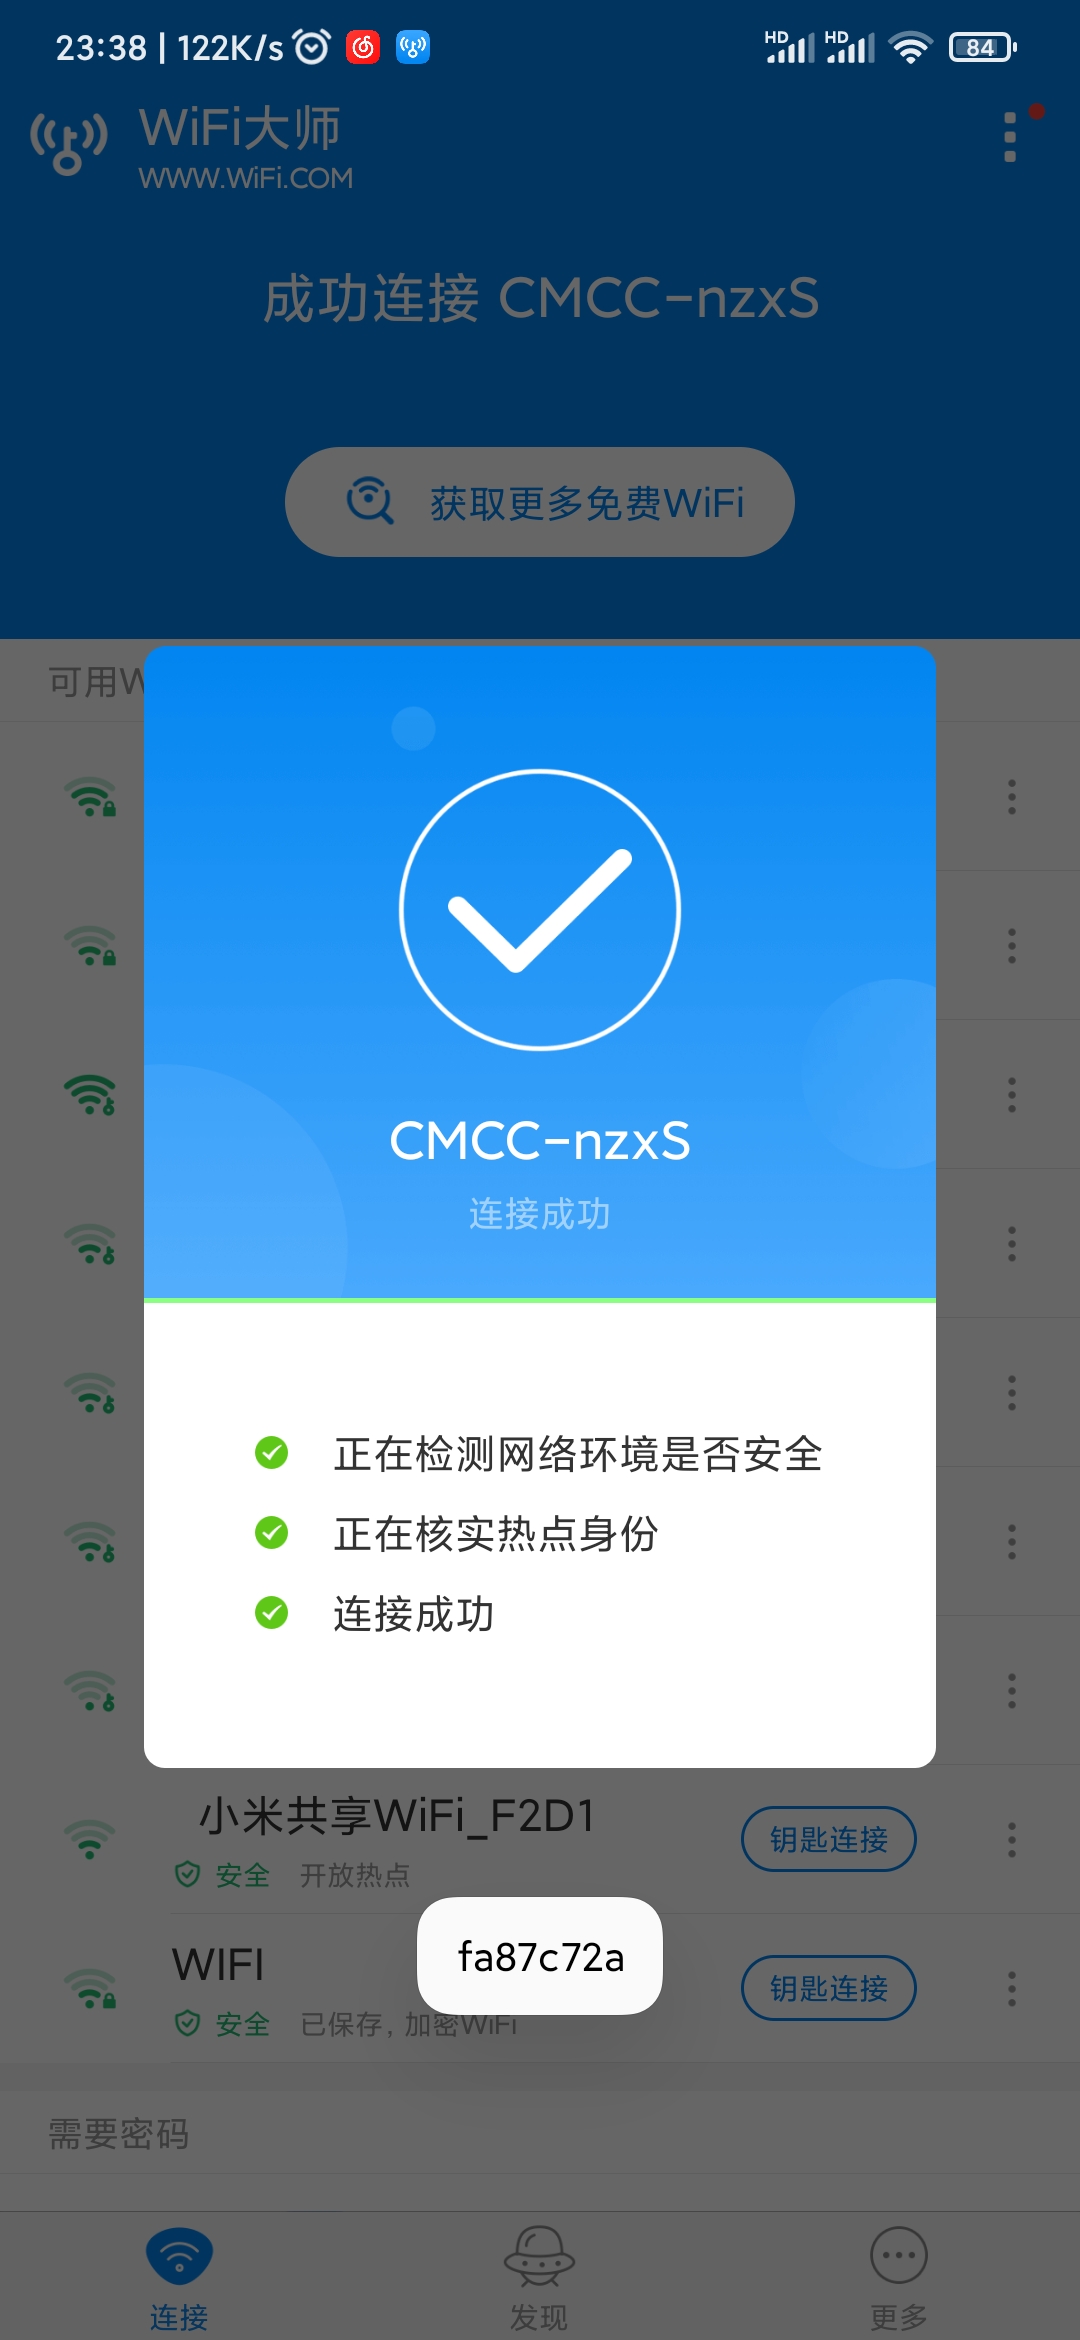 23:38 | 122K/s
HD HD 84
WiFi大师
WWW.WiFi.COM
成功连接 CMCC-nzxS
获取更多免费WiFi
可用W
CMCC-nzxS
连接成功
正在检测网络环境是否安全
正在核实热点身份
连接成功
小米共享WiFi_F2D1
钥匙连接
安全 开放热点
fa87c72a
WIFI
钥匙连接
安全 已保存，加密WiFi
需要密码
连接 发现 更多